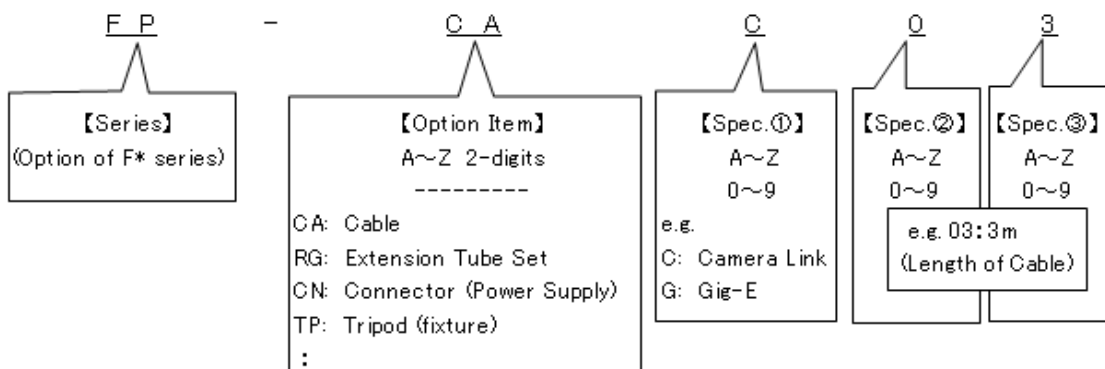 FP - CA C 0 3
【Series】
(Option of F* series)
【Option Item】
A～Z 2-digits
---------
CA: Cable
RG: Extension Tube Set
CN: Connector (Power Supply)
TP: Tripod (fixture)
:
【Spec.①】
A～Z
0～9
e.g.
C: Camera Link
G: Gig-E
【Spec.②】
A～Z
0～9
【Spec.③】
A～Z
0～9
e.g. 03:3m
(Length of Cable)